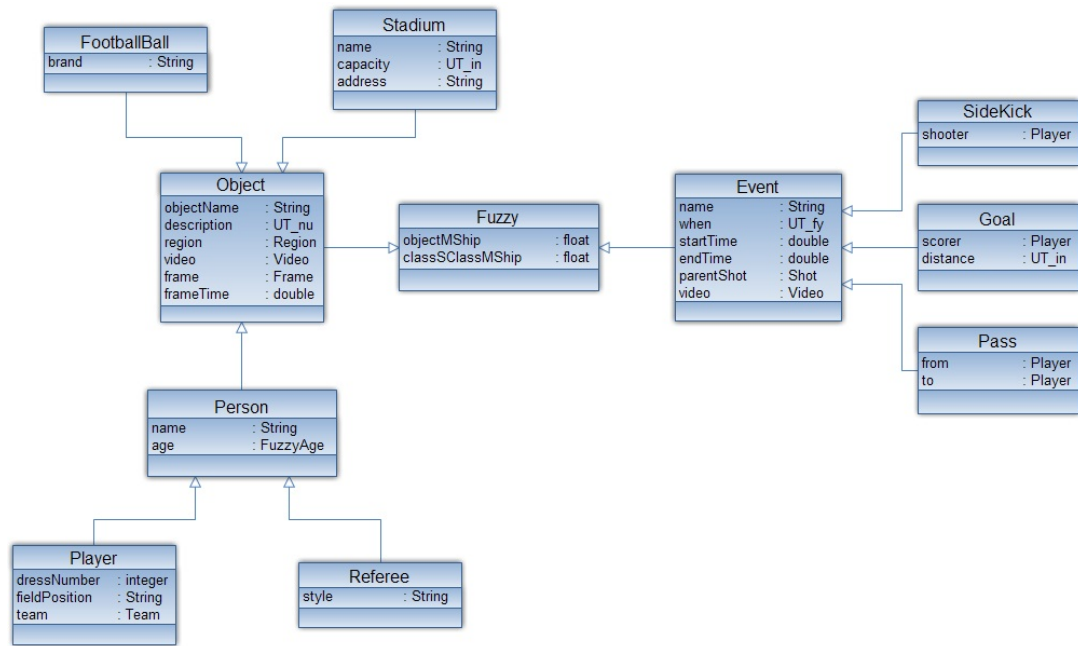 FootballBall
brand : String
Stadium
name : String
capacity : UT_in
address : String
Object
objectName : String
description : UT_nu
region : Region
video : Video
frame : Frame
frameTime : double
Fuzzy
objectMShip : float
classSClassMShip : float
Event
name : String
when : UT_fy
startTime : double
endTime : double
parentShot : Shot
video : Video
SideKick
shooter : Player
Goal
scorer : Player
distance : UT_in
Pass
from : Player
to : Player
Person
name : String
age : FuzzyAge
Player
dressNumber : integer
fieldPosition : String
team : Team
Referee
style : String